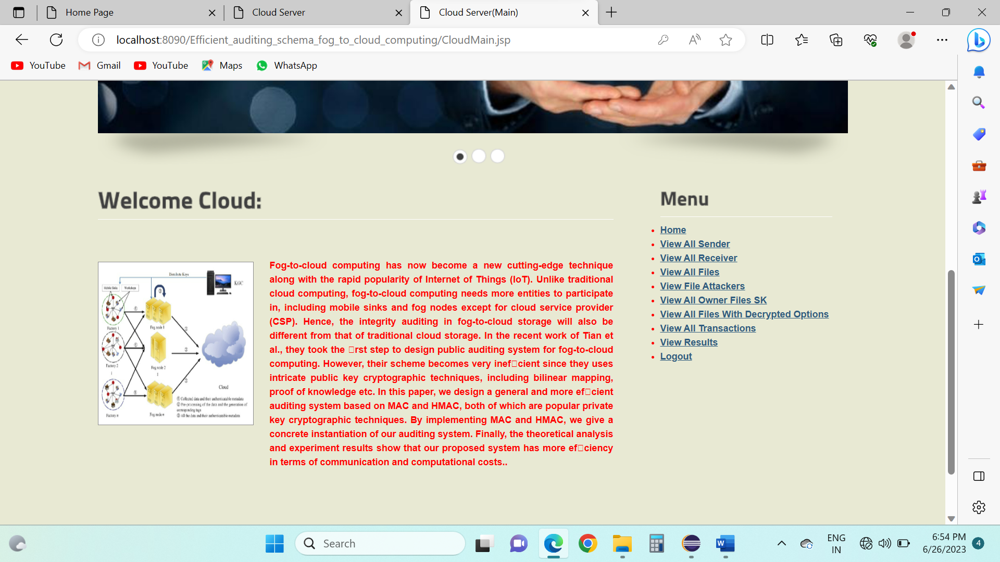 Home Page
Cloud Server
Cloud Server(Main)
localhost:8090/Efficient_auditing_schema_fog_to_cloud_computing/CloudMain.jsp
YouTube
Gmail
YouTube
Maps
WhatsApp
Welcome Cloud:
Distribute Keys
KGC
Mobile Sinks
Workshops
Factory 1
Fog node 1
Factory 2
Fog node 2
Cloud
Factory n
Fog node n
① Collected data and their authenticatable metadata
② Pre-processing of the data and the generation of
corresponding tags
③ All the data and their authenticatable metadata
Fog-to-cloud computing has now become a new cutting-edge technique
along with the rapid popularity of Internet of Things (IoT). Unlike traditional
cloud computing, fog-to-cloud computing needs more entities to participate
in, including mobile sinks and fog nodes except for cloud service provider
(CSP). Hence, the integrity auditing in fog-to-cloud storage will also be
different from that of traditional cloud storage. In the recent work of Tian et
al., they took the □rst step to design public auditing system for fog-to-cloud
computing. However, their scheme becomes very inef□cient since they uses
intricate public key cryptographic techniques, including bilinear mapping,
proof of knowledge etc. In this paper, we design a general and more ef□cient
auditing system based on MAC and HMAC, both of which are popular private
key cryptographic techniques. By implementing MAC and HMAC, we give a
concrete instantiation of our auditing system. Finally, the theoretical analysis
and experiment results show that our proposed system has more ef□ciency
in terms of communication and computational costs..
Menu
Home
View All Sender
View All Receiver
View All Files
View File Attackers
View All Owner Files SK
View All Files With Decrypted Options
View All Transactions
View Results
Logout
Search
ENG
IN
6:54 PM
6/26/2023
4